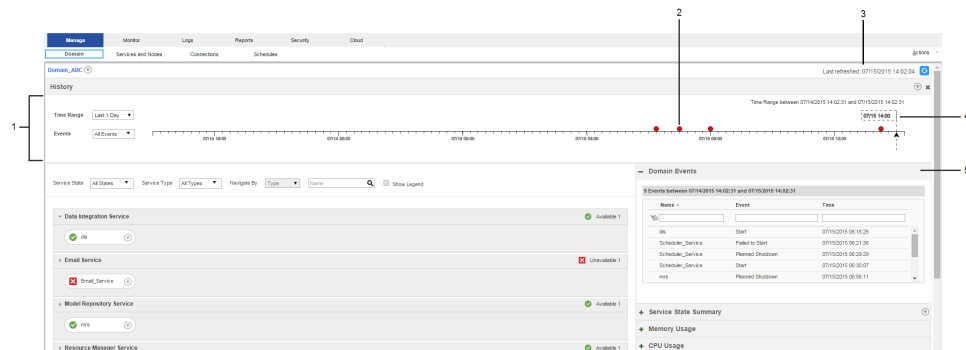 2
3
Manage Monitor Logs Reports Security Cloud
Domain Services and Nodes Connections Schedules Actions
Domain_ABC Last refreshed: 07/15/2015 14:02:04
History
Time Range between 07/14/2015 14:02:31 and 07/15/2015 14:02:31
1
Time Range Last 1 Day 07/15 14:00 4
Events All Events
07/14 16:00 07/14 20:00 07/15 00:00 07/15 04:00 07/15 08:00 07/15 12:00
Domain Events 5
Service State All States Service Type All Types Navigate By Type Name Show Legend
9 Events between 07/14/2015 14:02:31 and 07/15/2015 14:02:31
Name Event Time
Data Integration Service Available 1
dis
dis Start 07/15/2015 06:18:26
Scheduler_Service Failed to Start 07/15/2015 06:21:36
Scheduler_Service Planned Shutdown 07/15/2015 06:29:29
Scheduler_Service Start 07/15/2015 06:30:07
mrs Planned Shutdown 07/15/2015 06:56:11
Email Service Unavailable 1
Email_Service
Model Repository Service Available 1
mrs
Service State Summary
Memory Usage
Resource Manager Service Available 1
CPU Usage